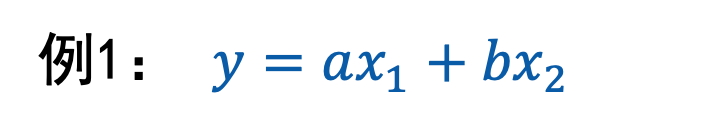 例1： y = ax₁ + bx₂